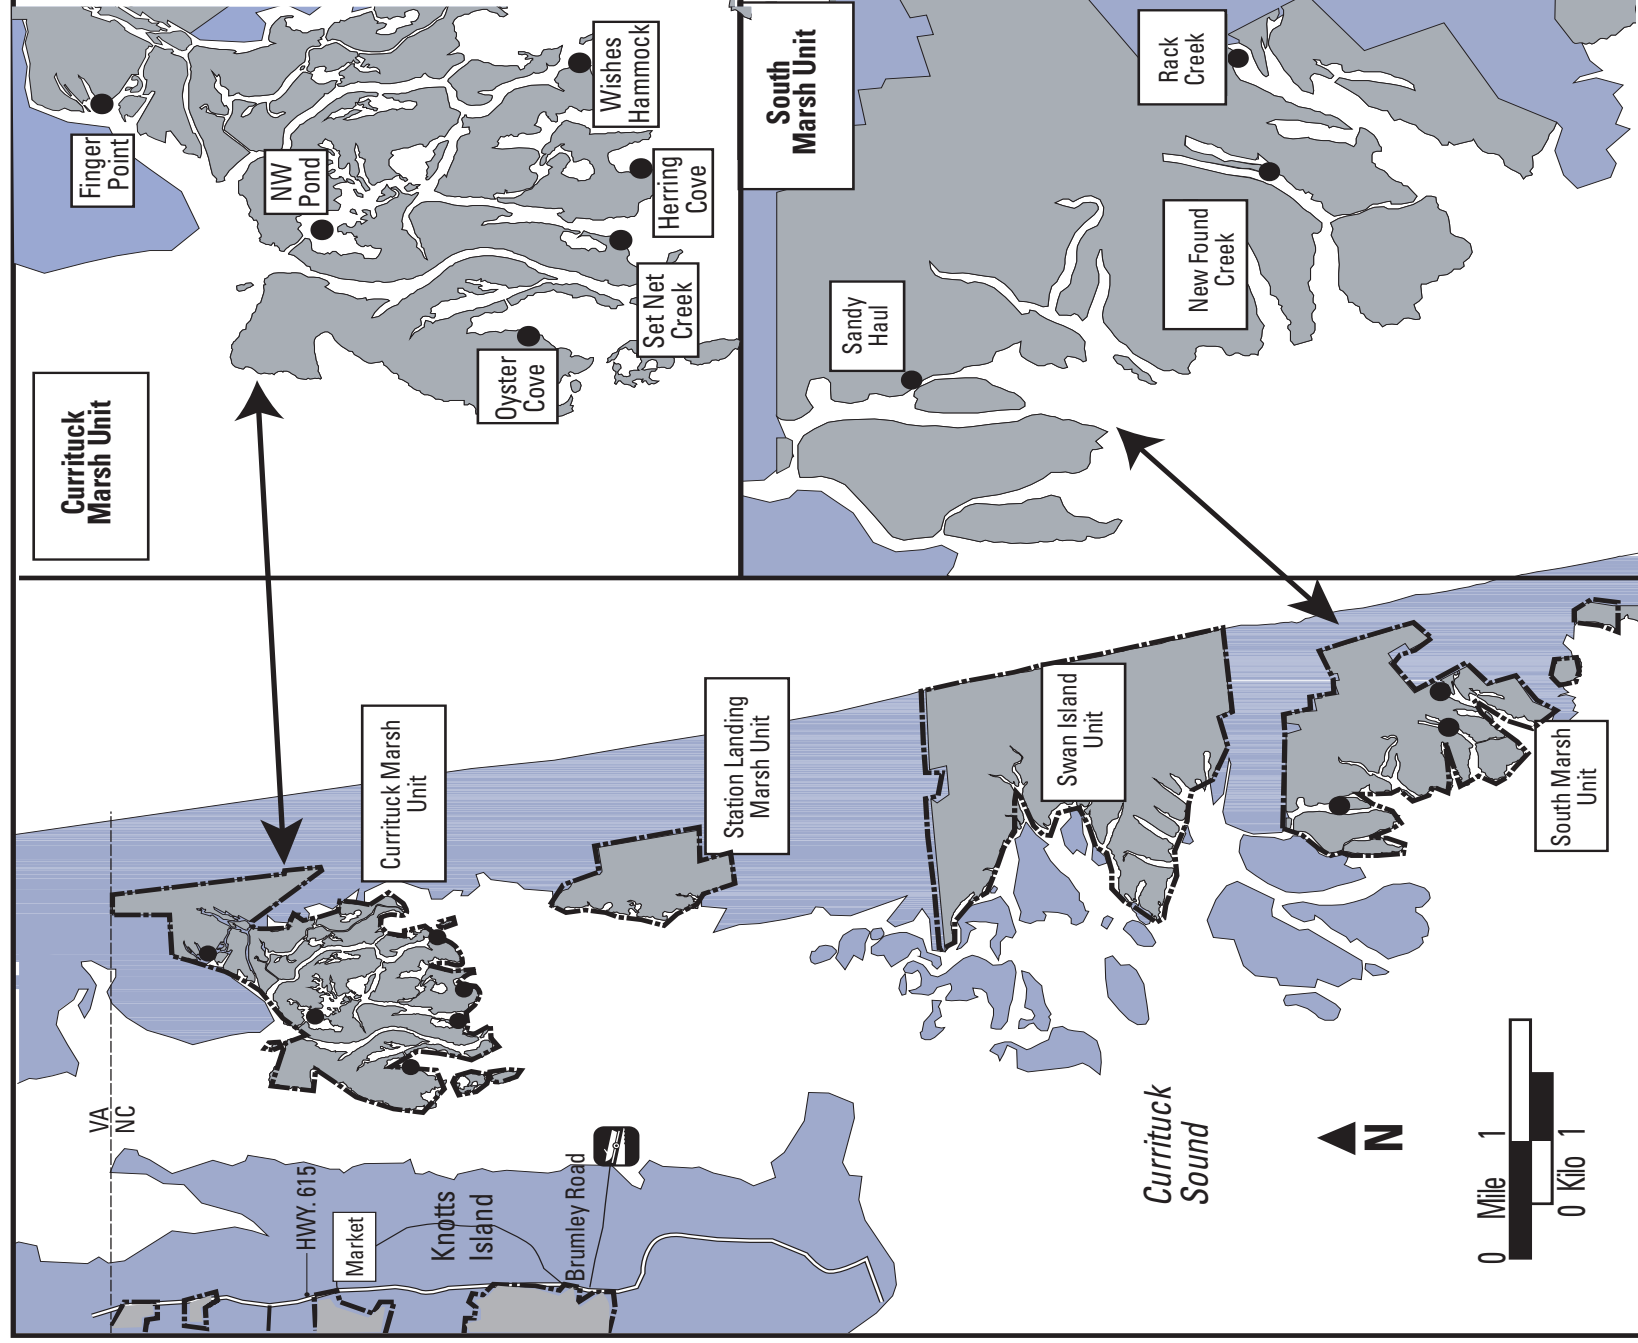 Currituck
Marsh Unit
Finger
Point
NW
Pond
Wishes
Hammock
Herring
Cove
Set Net
Creek
Oyster
Cove
South
Marsh Unit
Rack
Creek
New Found
Creek
Sandy
Haul
VA
NC
Currituck Marsh
Unit
Station Landing
Marsh Unit
Swan Island
Unit
South Marsh
Unit
HWY. 615
Market
Knotts
Island
Brumley Road
Currituck
Sound
N
0 Mile 1
0 Kilo 1